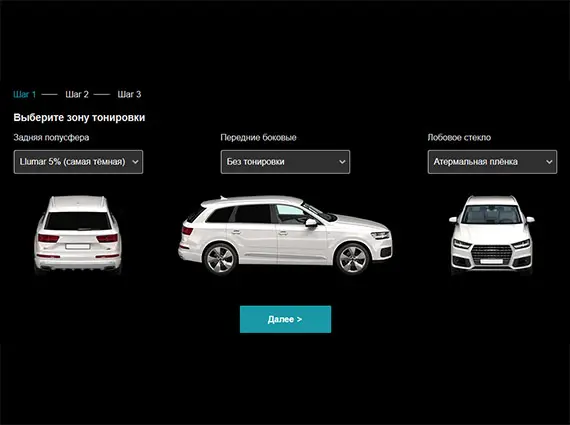 Шаг 1 Шаг 2 Шаг 3
Выберите зону тонировки
Задняя полусфера Передние боковые Лобовое стекло
Llumar 5% (самая тёмная) Без тонировки Атермальная плёнка
Далее >